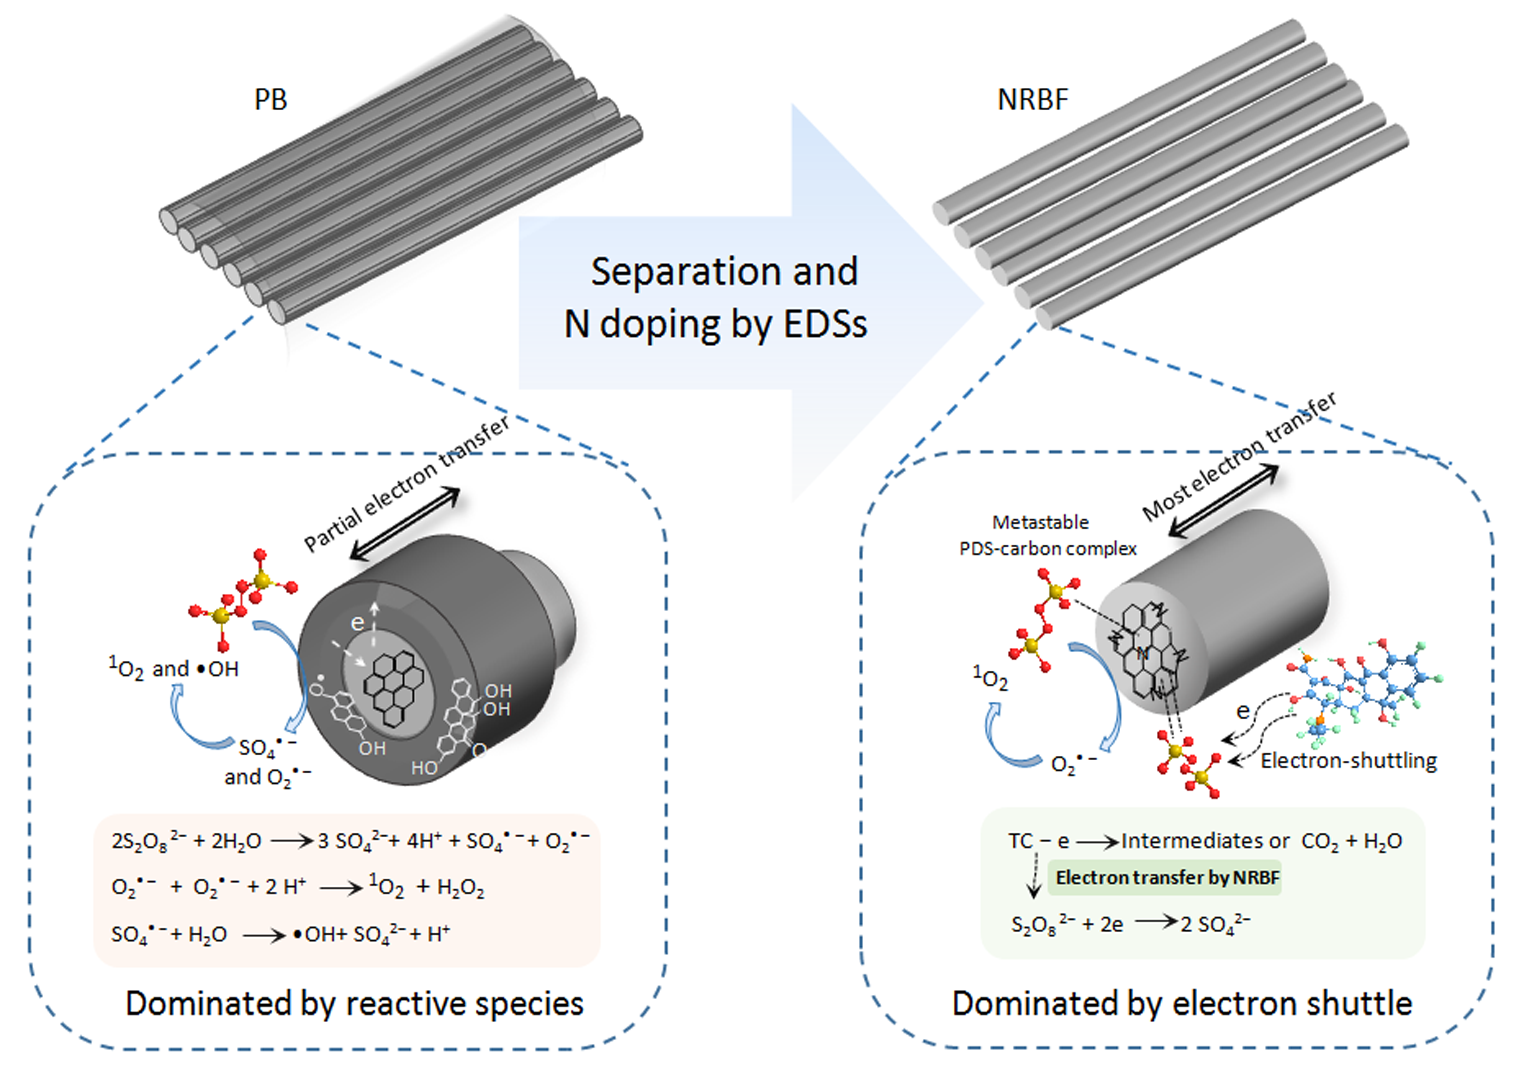 PB
NRBF
Separation and
N doping by EDSs
Partial electron transfer
e
¹O₂ and •OH
SO₄•⁻
and O₂•⁻
O•
OH
OH
OH
HO
O
2S₂O₈²⁻ + 2H₂O ⟶ 3 SO₄²⁻ + 4H⁺ + SO₄•⁻ + O₂•⁻
O₂•⁻ + O₂•⁻ + 2 H⁺ ⟶ ¹O₂ + H₂O₂
SO₄•⁻ + H₂O ⟶ •OH + SO₄²⁻ + H⁺
Dominated by reactive species
Most electron transfer
Metastable
PDS-carbon complex
N
N
N
N
N
¹O₂
O₂•⁻
e
Electron-shuttling
TC − e ⟶ Intermediates or CO₂ + H₂O
Electron transfer by NRBF
S₂O₈²⁻ + 2e ⟶ 2 SO₄²⁻
Dominated by electron shuttle